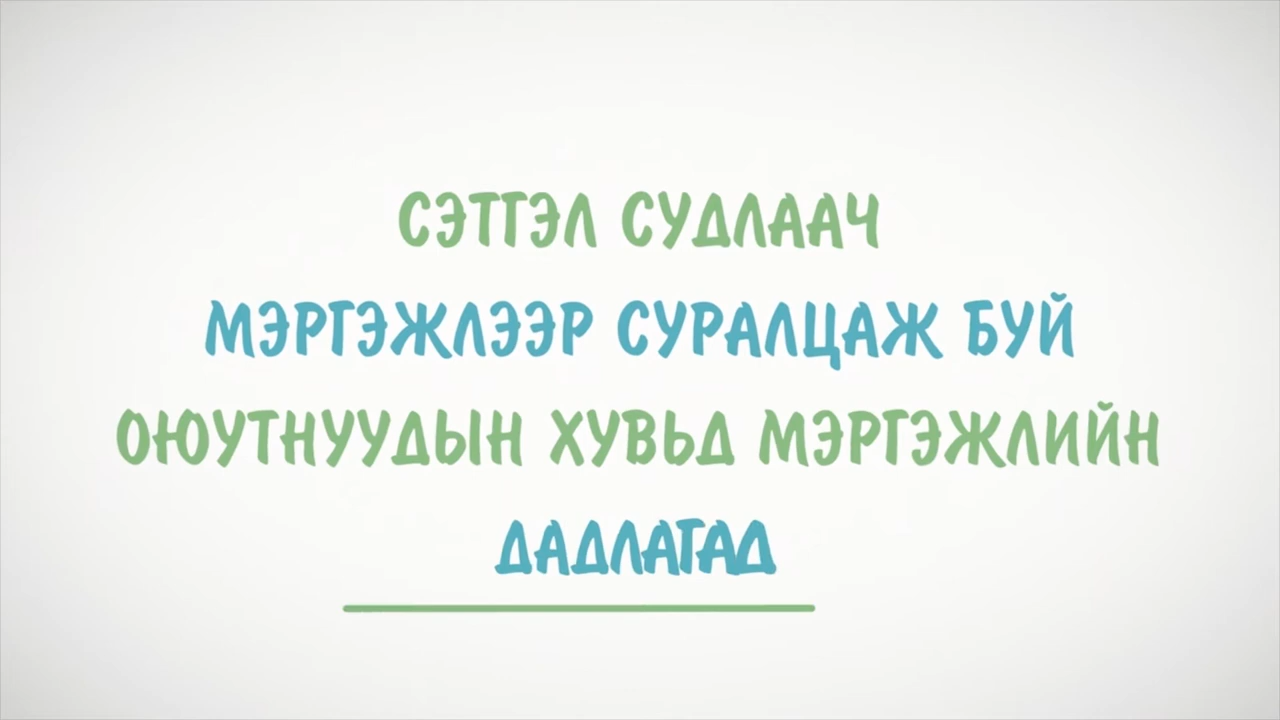 СЭТГЭЛ СУДЛААЧ
МЭРГЭЖЛЭЭР СУРАЛЦАЖ БУЙ
ОЮУТНУУДЫН ХУВЬД МЭРГЭЖЛИЙН
ДАДЛАГАД